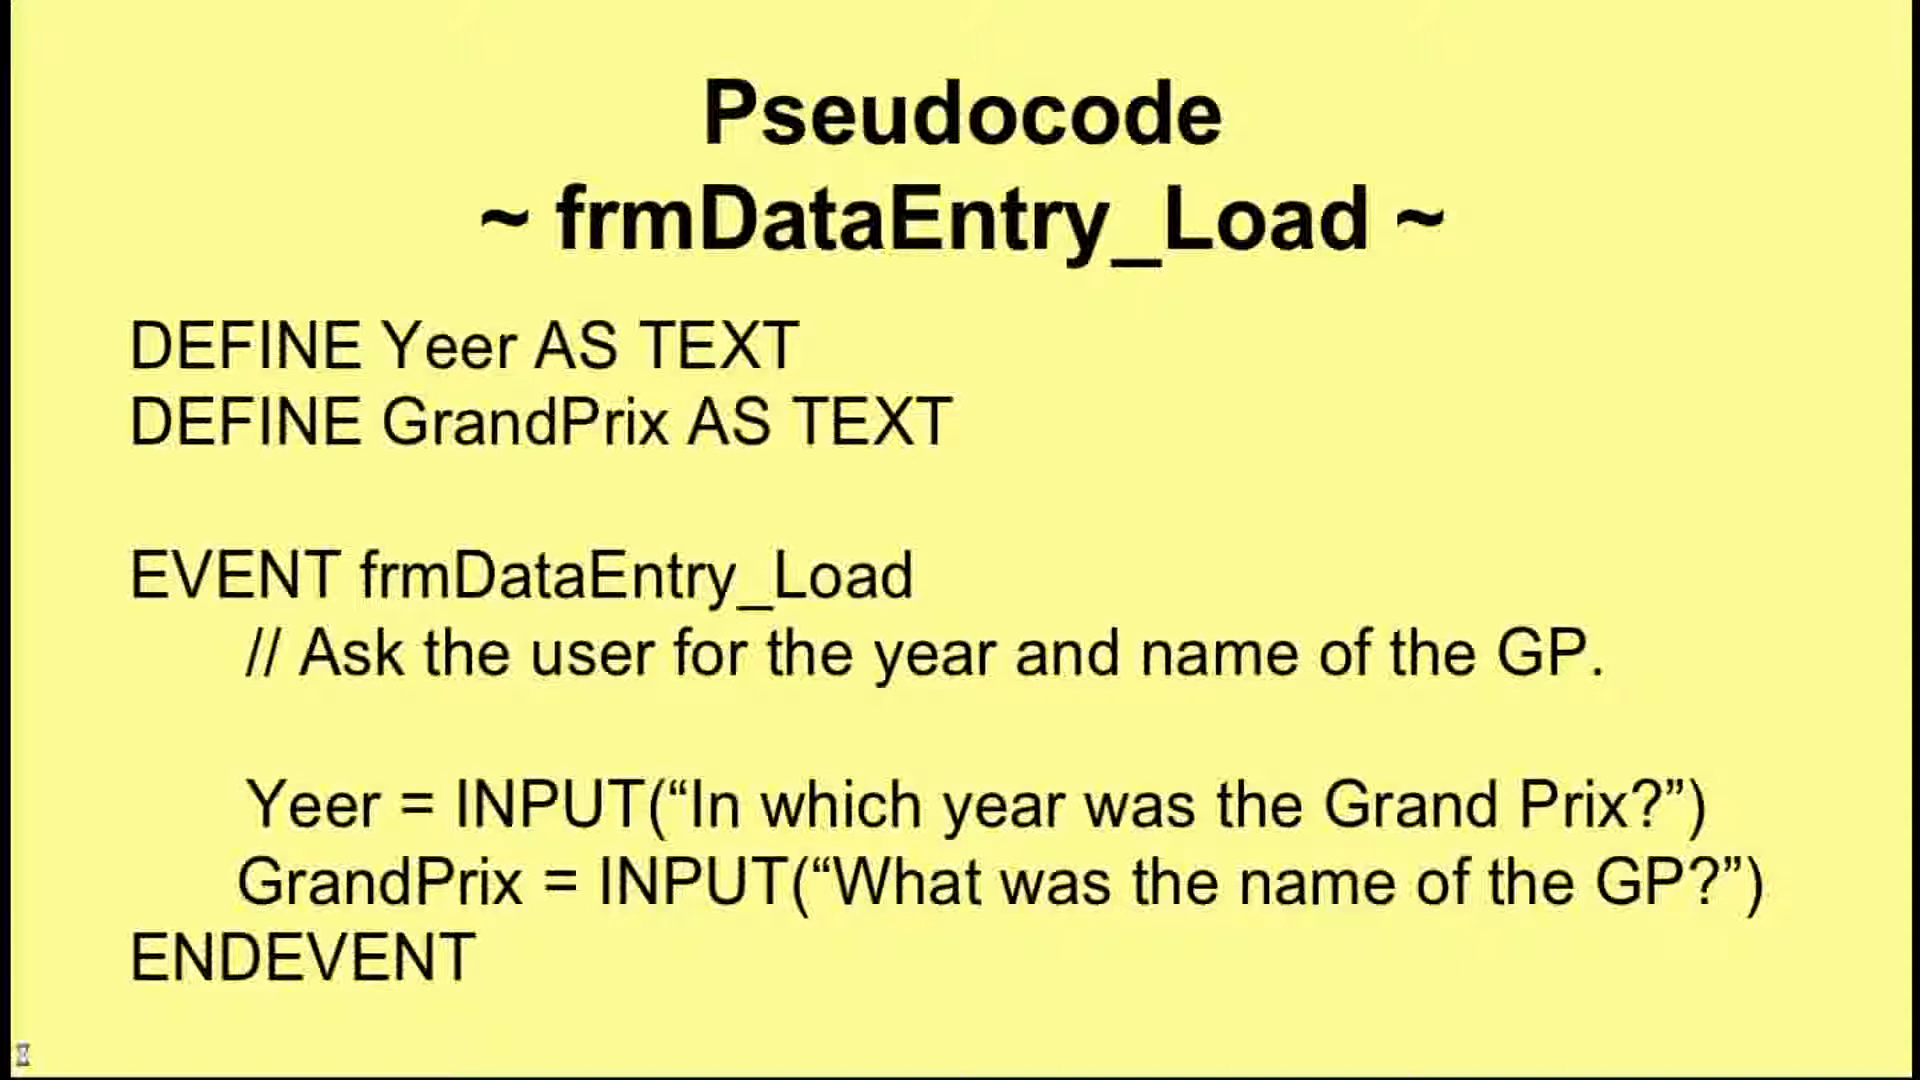 Pseudocode
~ frmDataEntry_Load ~
DEFINE Yeer AS TEXT
DEFINE GrandPrix AS TEXT
EVENT frmDataEntry_Load
// Ask the user for the year and name of the GP.
Yeer = INPUT(“In which year was the Grand Prix?”)
GrandPrix = INPUT(“What was the name of the GP?”)
ENDEVENT